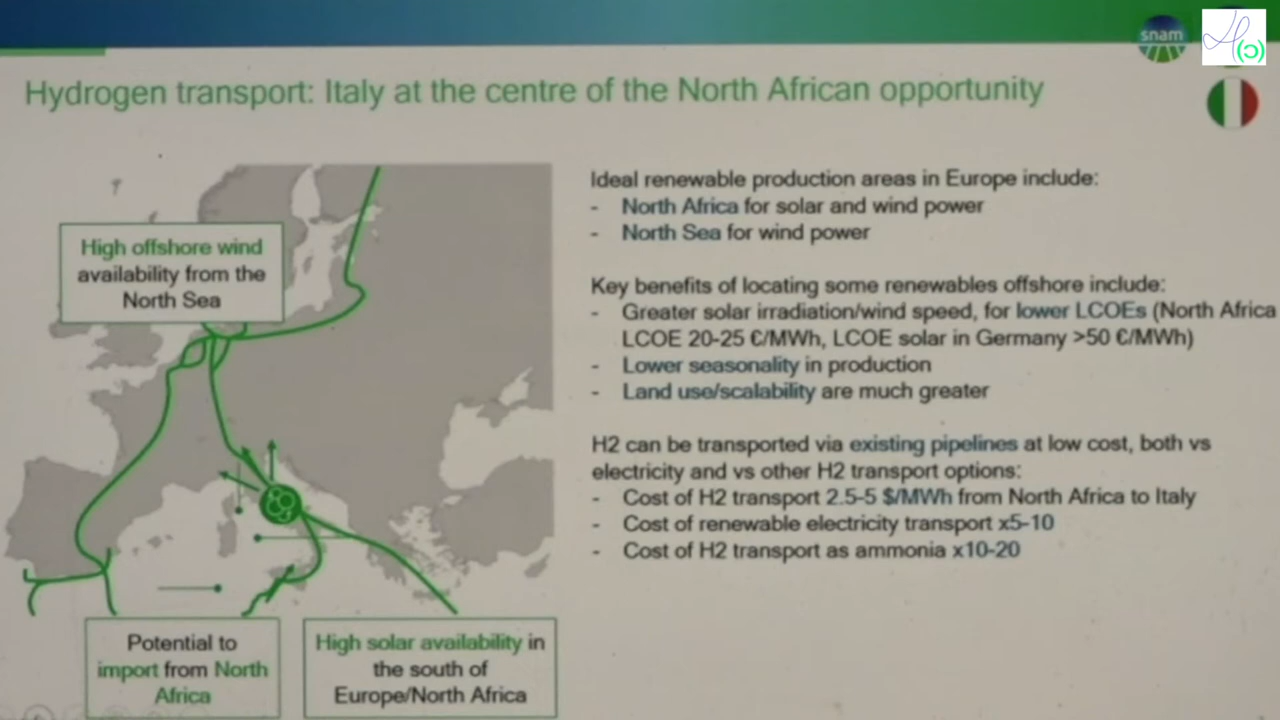 snam
Hydrogen transport: Italy at the centre of the North African opportunity
High offshore wind
availability from the
North Sea
Potential to
import from North
Africa
High solar availability in
the south of
Europe/North Africa
Ideal renewable production areas in Europe include:
- North Africa for solar and wind power
- North Sea for wind power
Key benefits of locating some renewables offshore include:
- Greater solar irradiation/wind speed, for lower LCOEs (North Africa
LCOE 20-25 €/MWh, LCOE solar in Germany >50 €/MWh)
- Lower seasonality in production
- Land use/scalability are much greater
H2 can be transported via existing pipelines at low cost, both vs
electricity and vs other H2 transport options:
- Cost of H2 transport 2.5-5 $/MWh from North Africa to Italy
- Cost of renewable electricity transport x5-10
- Cost of H2 transport as ammonia x10-20